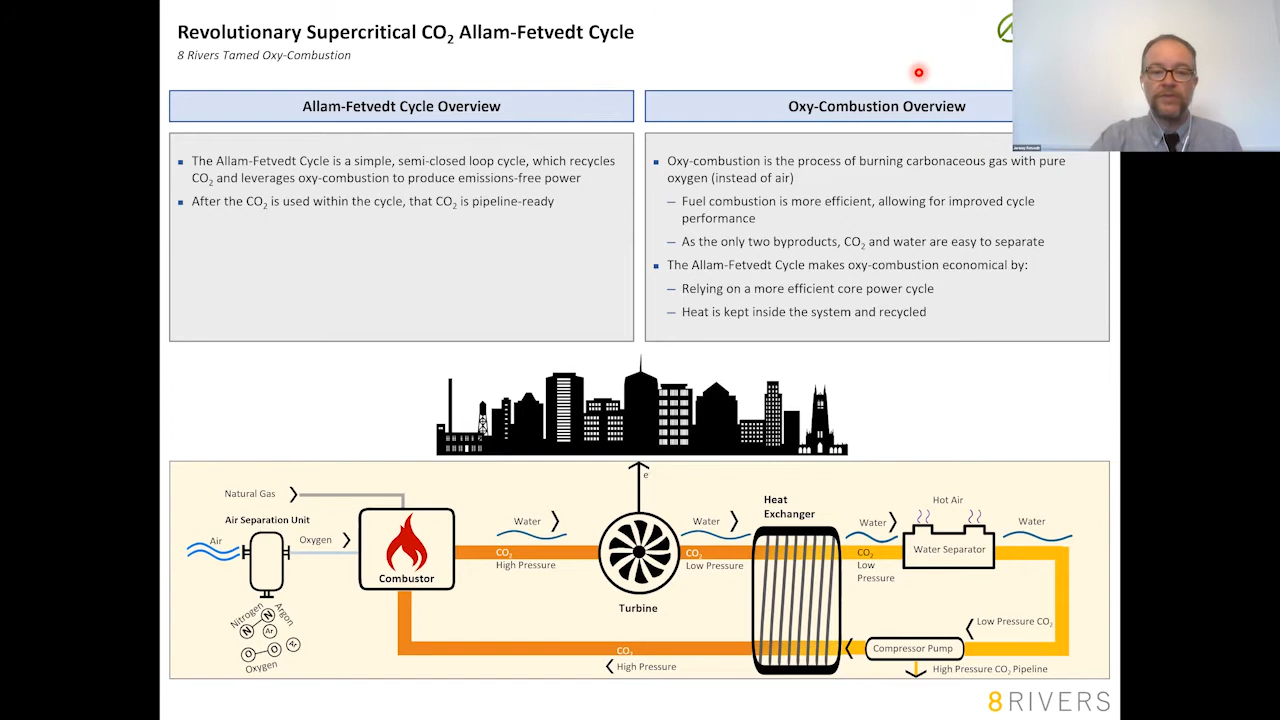 Revolutionary Supercritical CO2 Allam-Fetvedt Cycle
8 Rivers Tamed Oxy-Combustion
Jeremy Fetvedt
Allam-Fetvedt Cycle Overview
The Allam-Fetvedt Cycle is a simple, semi-closed loop cycle, which recycles
CO2 and leverages oxy-combustion to produce emissions-free power
After the CO2 is used within the cycle, that CO2 is pipeline-ready
Oxy-Combustion Overview
Oxy-combustion is the process of burning carbonaceous gas with pure
oxygen (instead of air)
– Fuel combustion is more efficient, allowing for improved cycle
performance
– As the only two byproducts, CO2 and water are easy to separate
The Allam-Fetvedt Cycle makes oxy-combustion economical by:
– Relying on a more efficient core power cycle
– Heat is kept inside the system and recycled
Natural Gas
Air Separation Unit
Air
Oxygen
Nitrogen
Argon
N
N
Ar
Ar
O
O
Oxygen
Combustor
Water
CO2
High Pressure
e
Turbine
Water
CO2
Low Pressure
Heat
Exchanger
Water
CO2
Low
Pressure
Hot Air
Water Separator
Water
Low Pressure CO2
Compressor Pump
High Pressure CO2 Pipeline
CO2
High Pressure
8 RIVERS